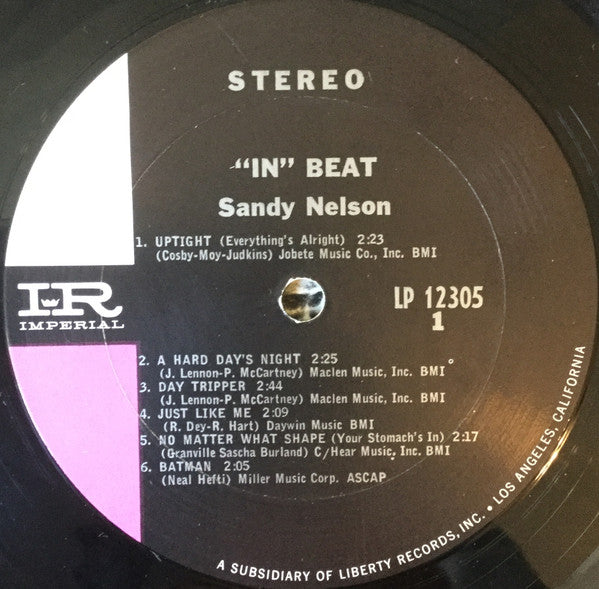 STEREO
"IN" BEAT
Sandy Nelson
1. UPTIGHT (Everything's Alright) 2:23
(Cosby-Moy-Judkins) Jobete Music Co., Inc. BMI
IR
IMPERIAL
LP 12305
1
2. A HARD DAY'S NIGHT 2:25
(J. Lennon-P. McCartney) Maclen Music, Inc. BMI
3. DAY TRIPPER 2:44
(J. Lennon-P. McCartney) Maclen Music, Inc. BMI
4. JUST LIKE ME 2:09
(R. Dey-R. Hart) Daywin Music BMI
5. NO MATTER WHAT SHAPE (Your Stomach's In) 2:17
(Granville Sascha Burland) C/Hear Music, Inc. BMI
6. BATMAN 2:05
(Neal Hefti) Miller Music Corp. ASCAP
A SUBSIDIARY OF LIBERTY RECORDS, INC. • LOS ANGELES, CALIFORNIA